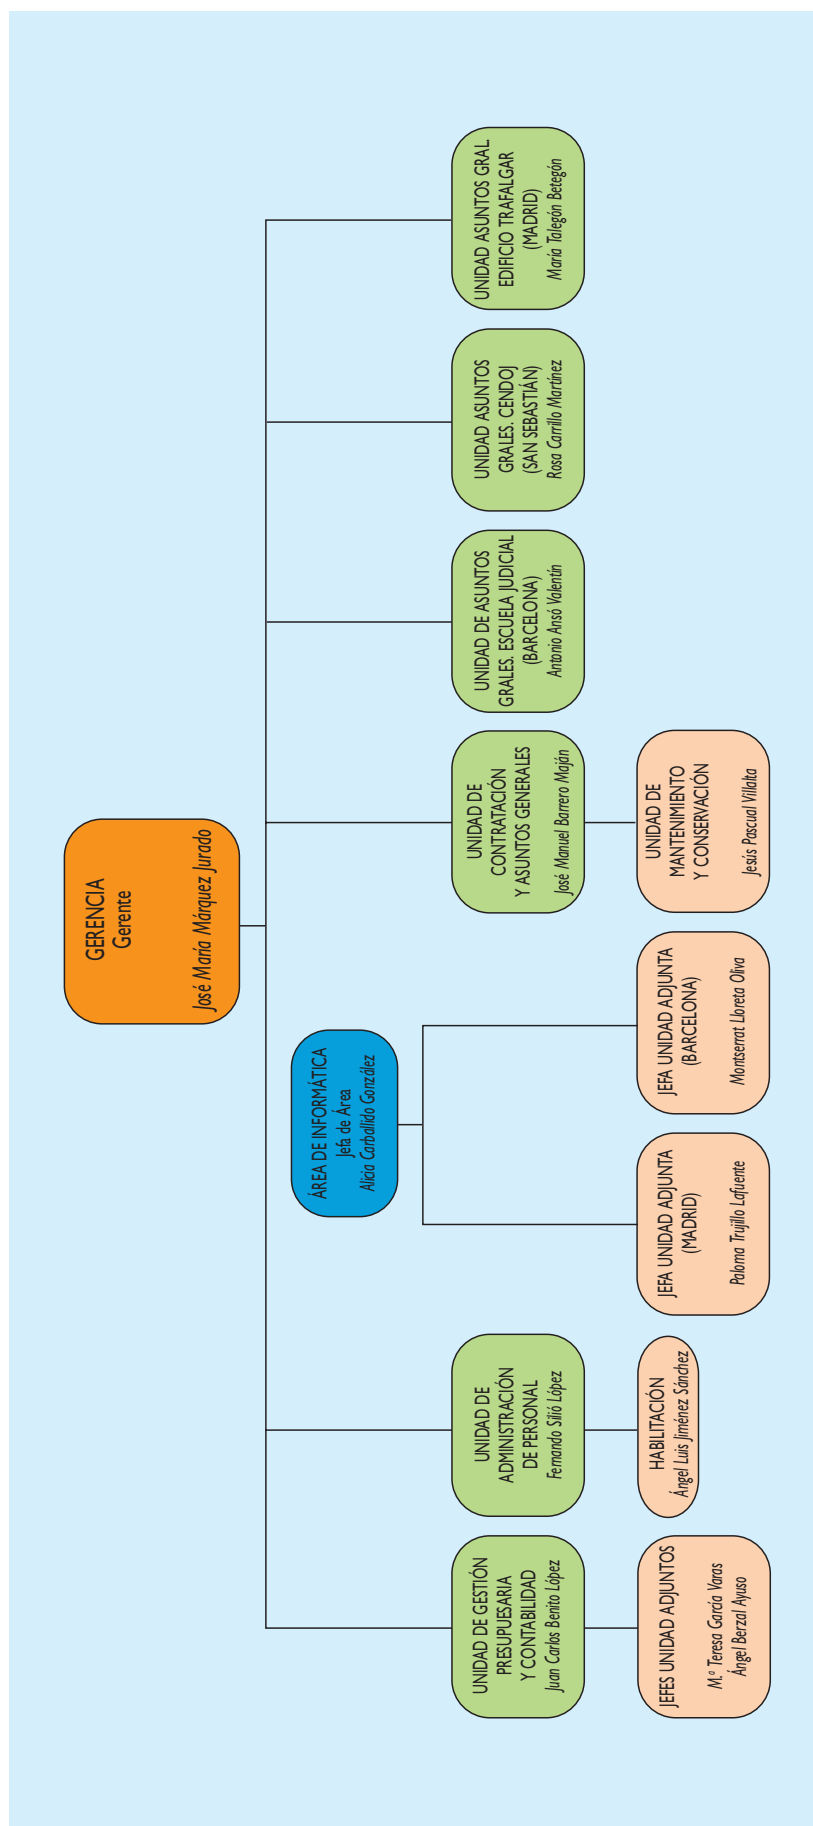 GERENCIA
Gerente
José María Márquez Jurado
ÁREA DE INFORMÁTICA
Jefa de Área
Alicia Carballido González
UNIDAD DE GESTIÓN
PRESUPUESARIA
Y CONTABILIDAD
Juan Carlos Benito López
UNIDAD DE
ADMINISTRACIÓN
DE PERSONAL
Fernando Silió López
UNIDAD DE
CONTRATACIÓN
Y ASUNTOS GENERALES
José Manuel Barrero Maján
UNIDAD DE ASUNTOS
GRALES. ESCUELA JUDICIAL
(BARCELONA)
Antonio Ansó Valentín
UNIDAD ASUNTOS
GRALES. CENDOJ
(SAN SEBASTIÁN)
Rosa Carrillo Martínez
UNIDAD ASUNTOS GRAL
EDIFICIO TRAFALGAR
(MADRID)
María Talegón Betegón
JEFES UNIDAD ADJUNTOS
M.ª Teresa García Varas
Ángel Berzal Ayuso
HABILITACIÓN
Ángel Luis Jiménez Sánchez
JEFA UNIDAD ADJUNTA
(MADRID)
Paloma Trujillo Lafuente
JEFA UNIDAD ADJUNTA
(BARCELONA)
Montserrat Lloreta Oliva
UNIDAD DE
MANTENIMIENTO
Y CONSERVACIÓN
Jesús Pascual Villalta